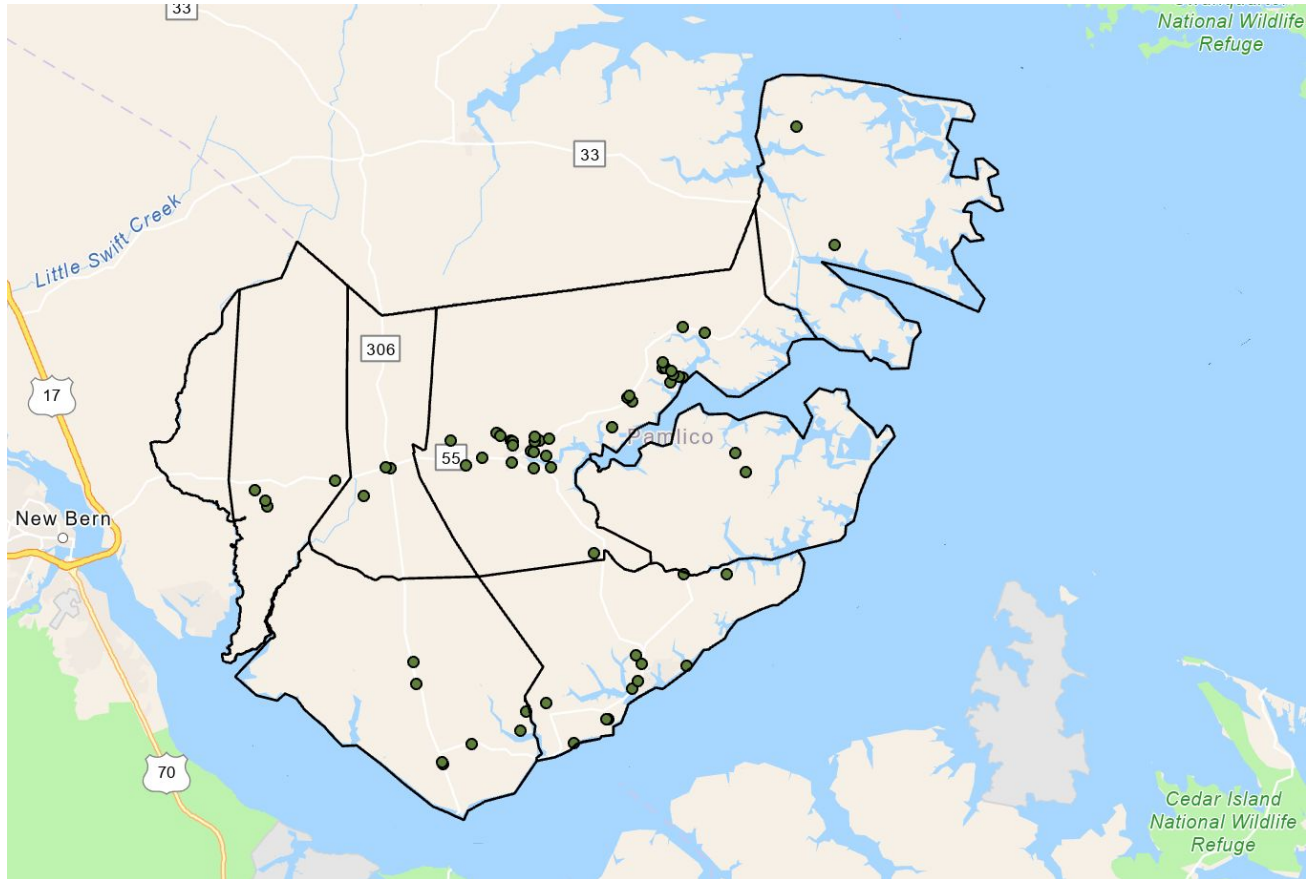 33
National Wildlife
Refuge
33
Little Swift Creek
306
17
Pamlico
55
New Bern
70
Cedar Island
National Wildlife
Refuge